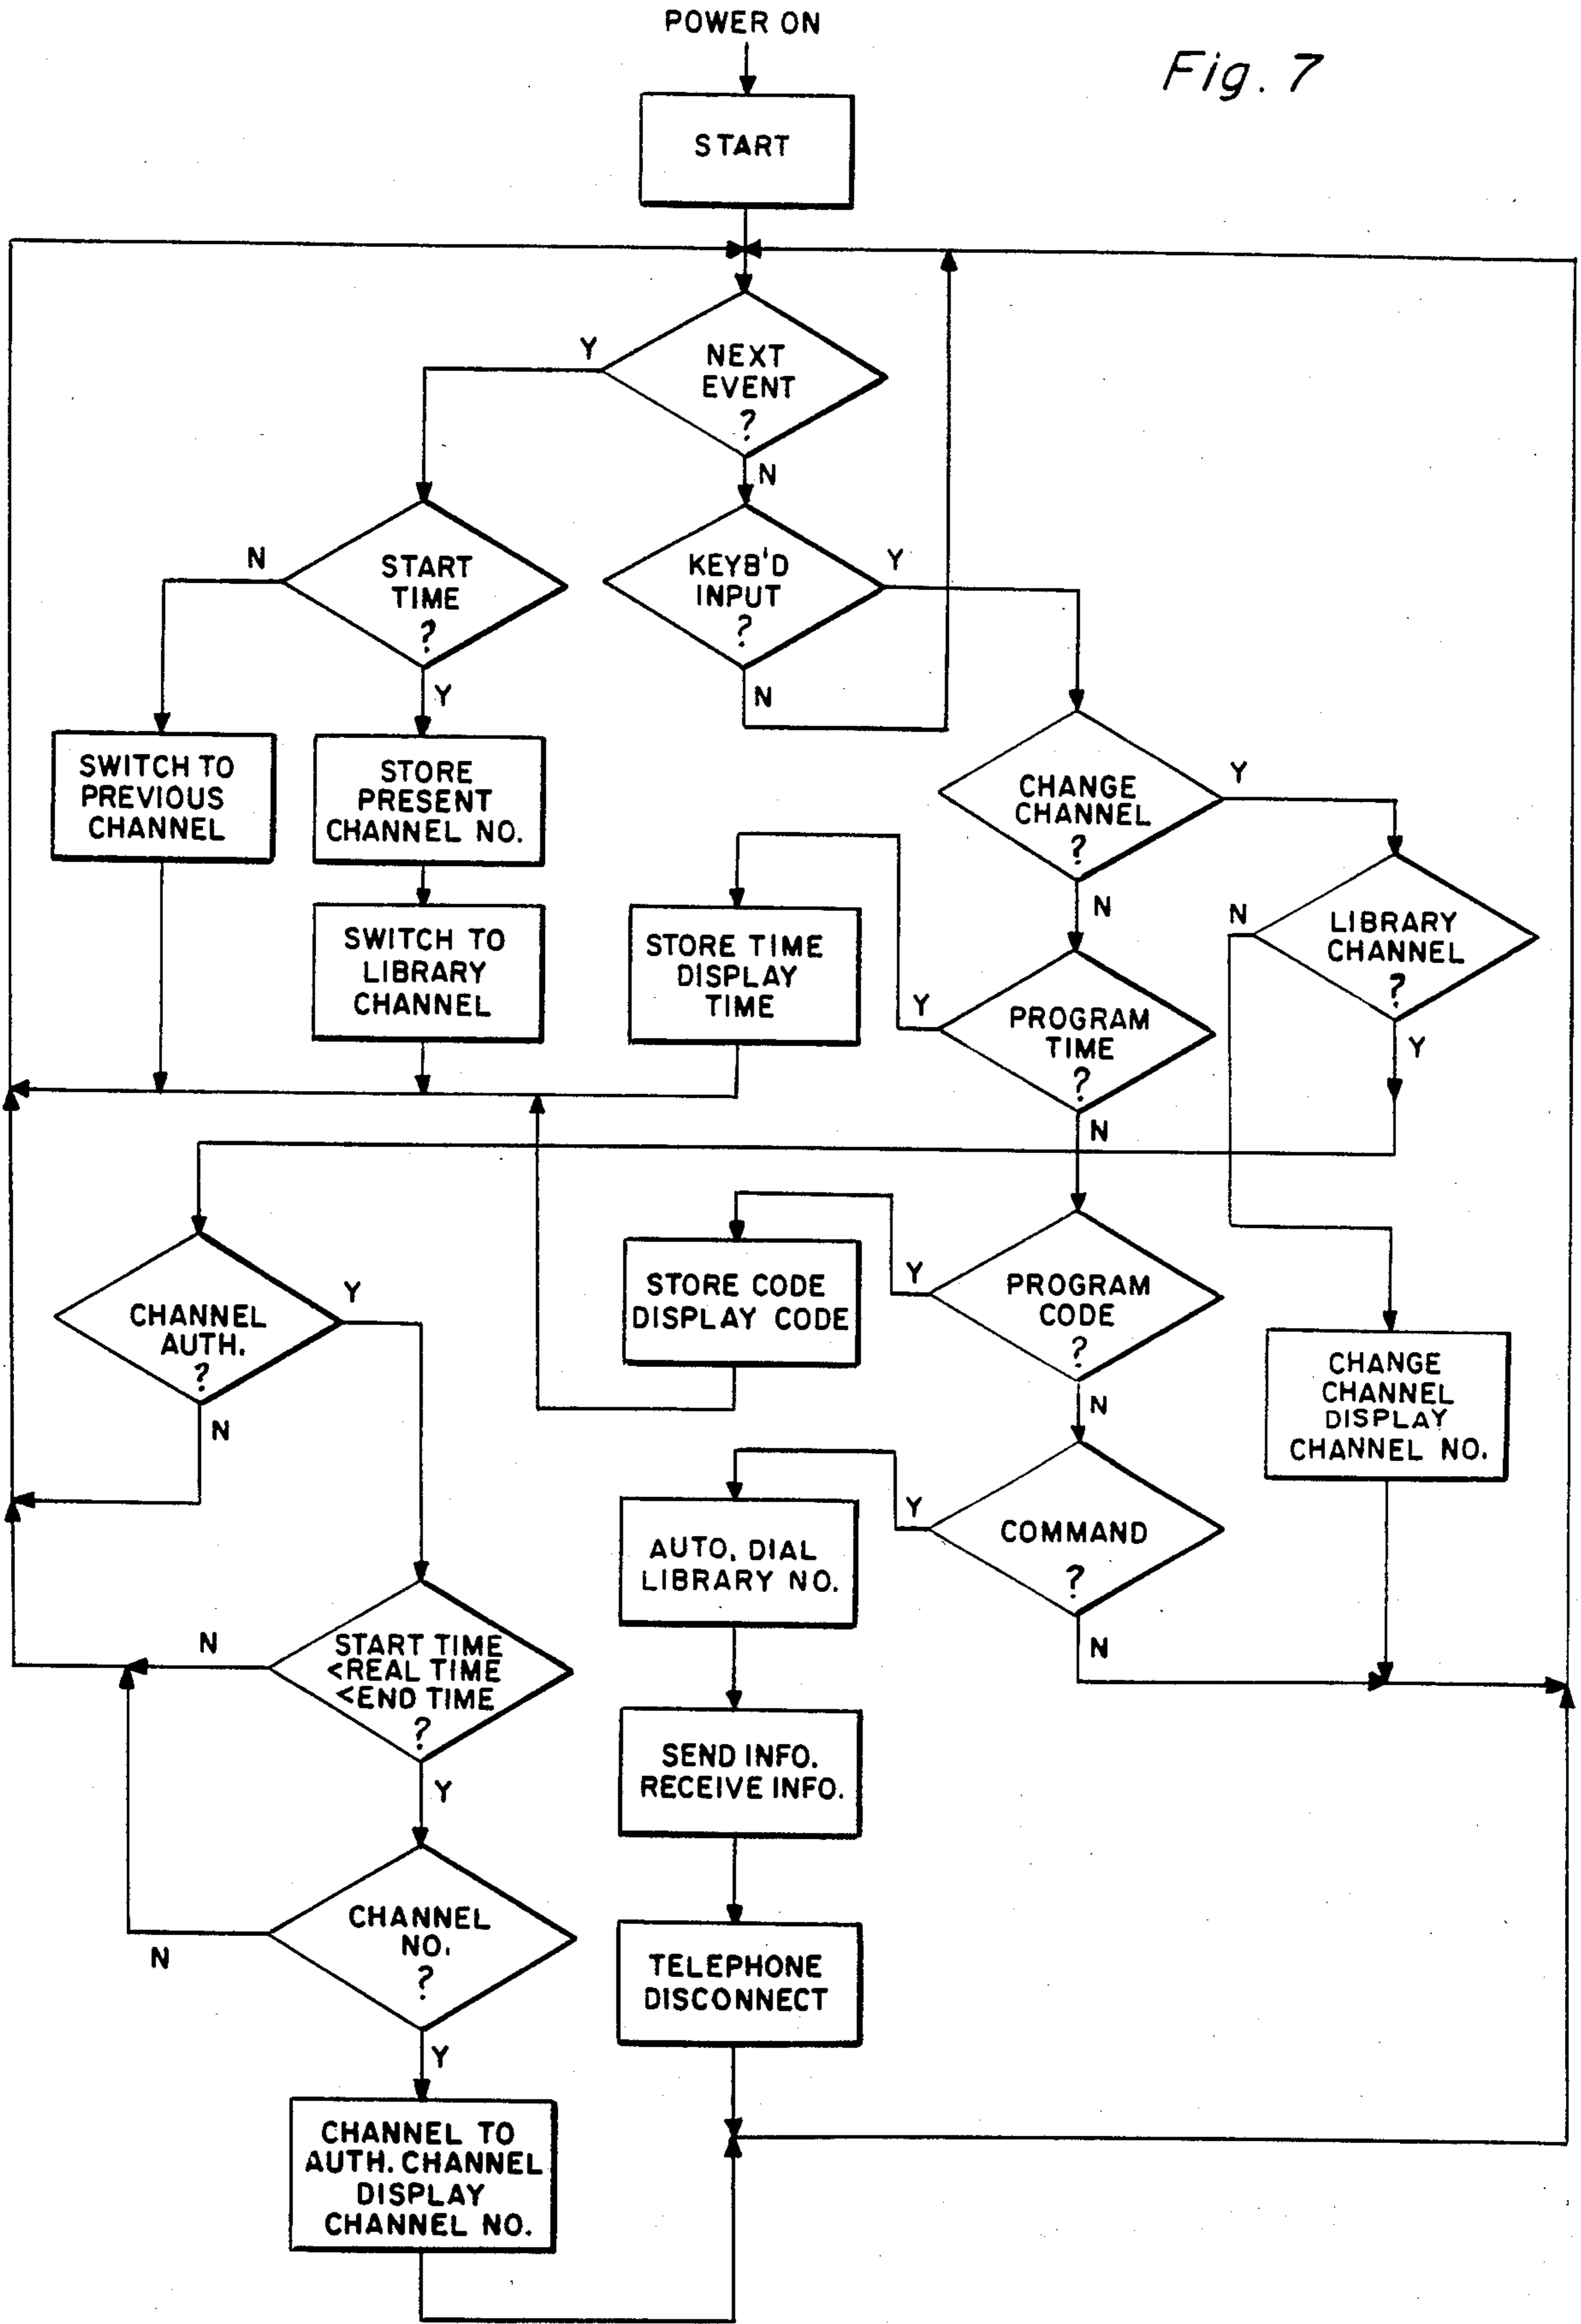 POWER ON
Fig. 7
START
NEXT
EVENT
?
Y
N
START
TIME
?
N
Y
KEYB'D
INPUT
?
Y
N
SWITCH TO
PREVIOUS
CHANNEL
STORE
PRESENT
CHANNEL NO.
CHANGE
CHANNEL
?
Y
N
SWITCH TO
LIBRARY
CHANNEL
STORE TIME
DISPLAY
TIME
LIBRARY
CHANNEL
?
N
Y
PROGRAM
TIME
?
Y
N
CHANNEL
AUTH.
?
Y
N
STORE CODE
DISPLAY CODE
PROGRAM
CODE
?
Y
N
CHANGE
CHANNEL
DISPLAY
CHANNEL NO.
AUTO. DIAL
LIBRARY NO.
COMMAND
?
Y
N
START TIME
<REAL TIME
<END TIME
?
N
Y
SEND INFO.
RECEIVE INFO.
CHANNEL
NO.
?
N
Y
TELEPHONE
DISCONNECT
CHANNEL TO
AUTH. CHANNEL
DISPLAY
CHANNEL NO.